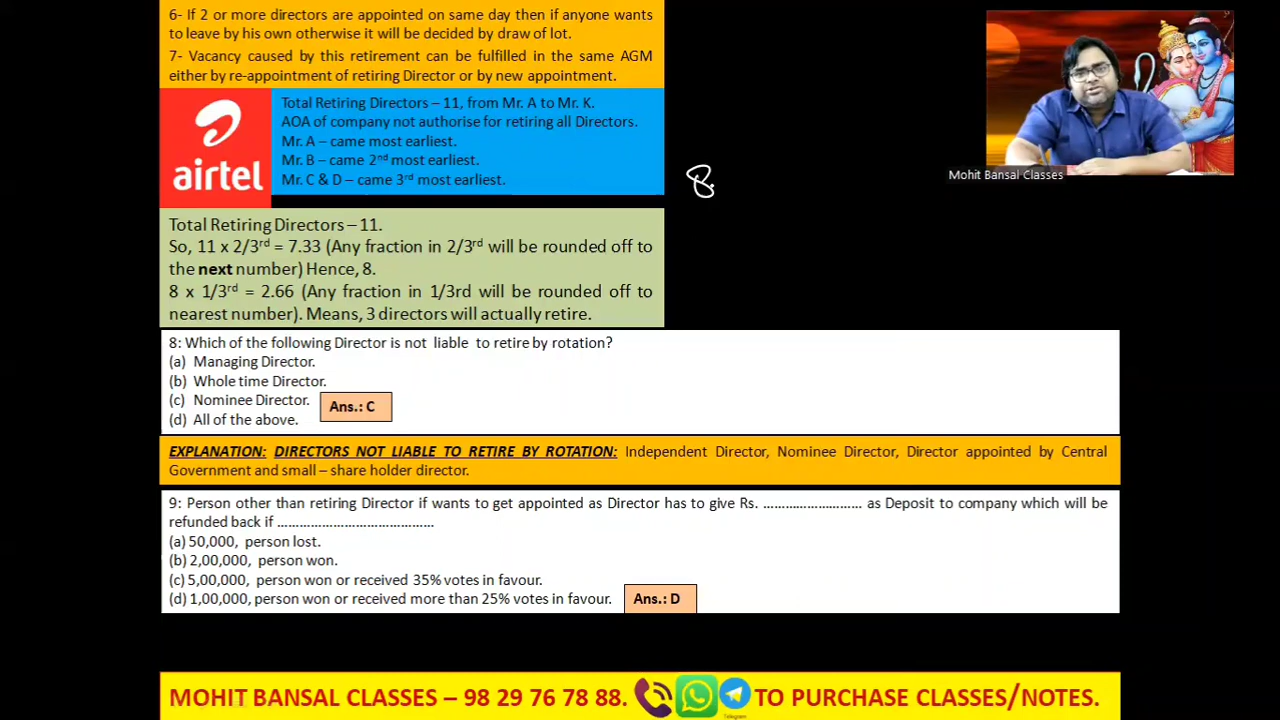 6- If 2 or more directors are appointed on same day then if anyone wants
to leave by his own otherwise it will be decided by draw of lot.
7- Vacancy caused by this retirement can be fulfilled in the same AGM
either by re-appointment of retiring Director or by new appointment.
airtel
Total Retiring Directors – 11, from Mr. A to Mr. K.
AOA of company not authorise for retiring all Directors.
Mr. A – came most earliest.
Mr. B – came 2nd most earliest.
Mr. C & D – came 3rd most earliest.
8
Mohit Bansal Classes
Total Retiring Directors – 11.
So, 11 x 2/3rd = 7.33 (Any fraction in 2/3rd will be rounded off to
the next number) Hence, 8.
8 x 1/3rd = 2.66 (Any fraction in 1/3rd will be rounded off to
nearest number). Means, 3 directors will actually retire.
8: Which of the following Director is not liable to retire by rotation?
(a) Managing Director.
(b) Whole time Director.
(c) Nominee Director.
(d) All of the above.
Ans.: C
EXPLANATION: DIRECTORS NOT LIABLE TO RETIRE BY ROTATION: Independent Director, Nominee Director, Director appointed by Central
Government and small – share holder director.
9: Person other than retiring Director if wants to get appointed as Director has to give Rs. ........................ as Deposit to company which will be
refunded back if ........................................
(a) 50,000, person lost.
(b) 2,00,000, person won.
(c) 5,00,000, person won or received 35% votes in favour.
(d) 1,00,000, person won or received more than 25% votes in favour.
Ans.: D
MOHIT BANSAL CLASSES – 98 29 76 78 88. TO PURCHASE CLASSES/NOTES.
Telegram